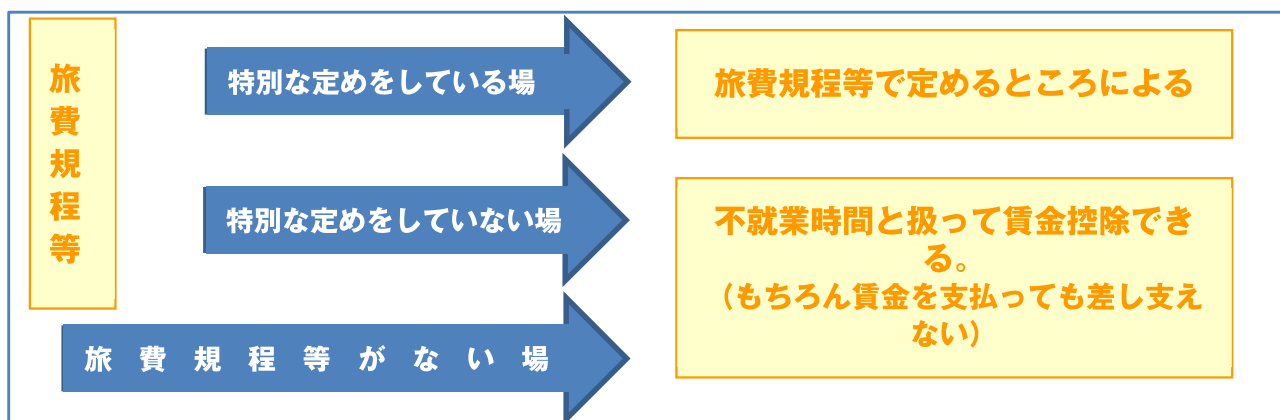 旅費規程等
特別な定めをしている場
旅費規程等で定めるところによる
特別な定めをしていない場
不就業時間と扱って賃金控除でき
る。
（もちろん賃金を支払っても差し支え
ない）
旅費規程等がない場